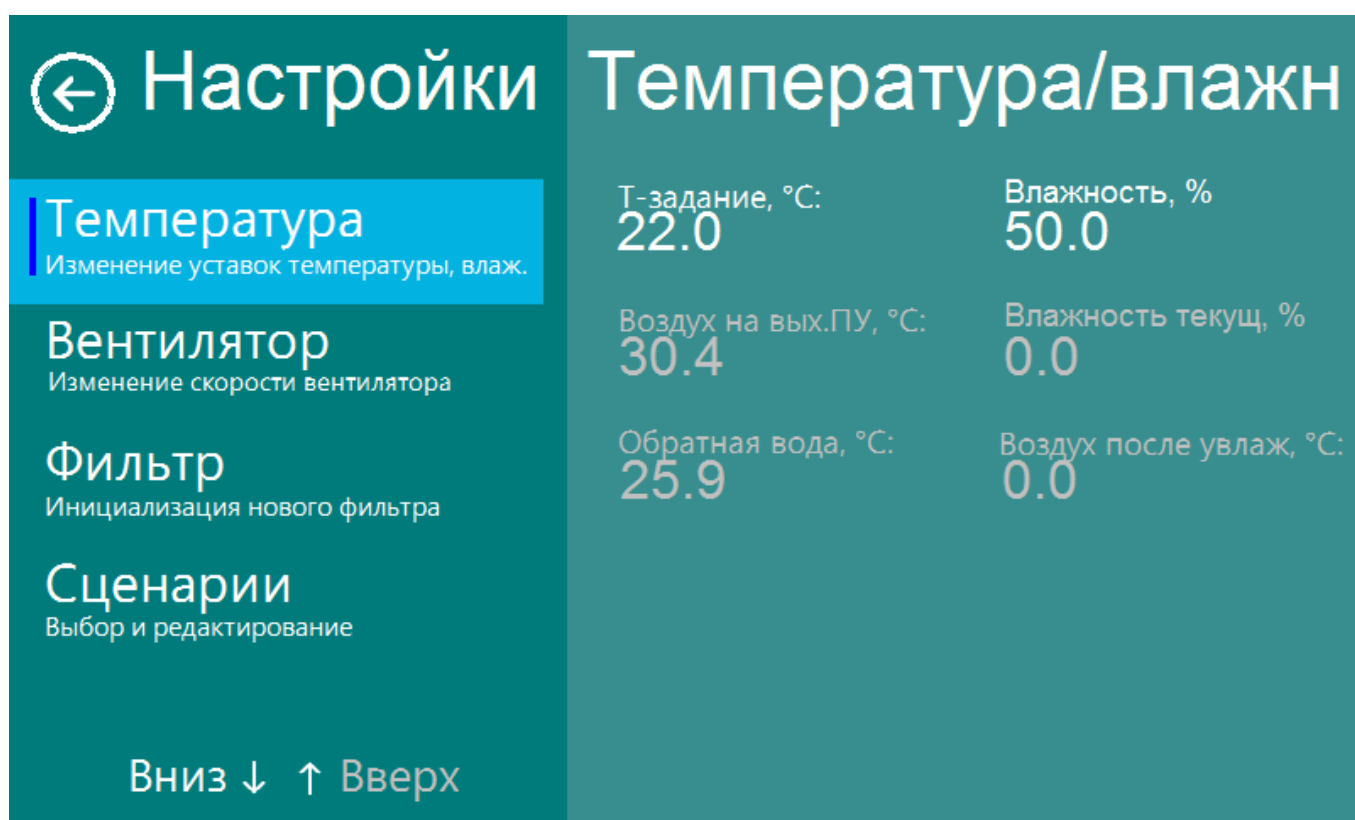 Настройки
Температура
Изменение уставок температуры, влаж.
Вентилятор
Изменение скорости вентилятора
Фильтр
Инициализация нового фильтра
Сценарии
Выбор и редактирование
Вниз ↓ ↑ Вверх
Температура/влажн
Т-задание, °C:
22.0
Влажность, %
50.0
Воздух на вых.ПУ, °C:
30.4
Влажность текущ, %
0.0
Обратная вода, °C:
25.9
Воздух после увлаж, °C:
0.0